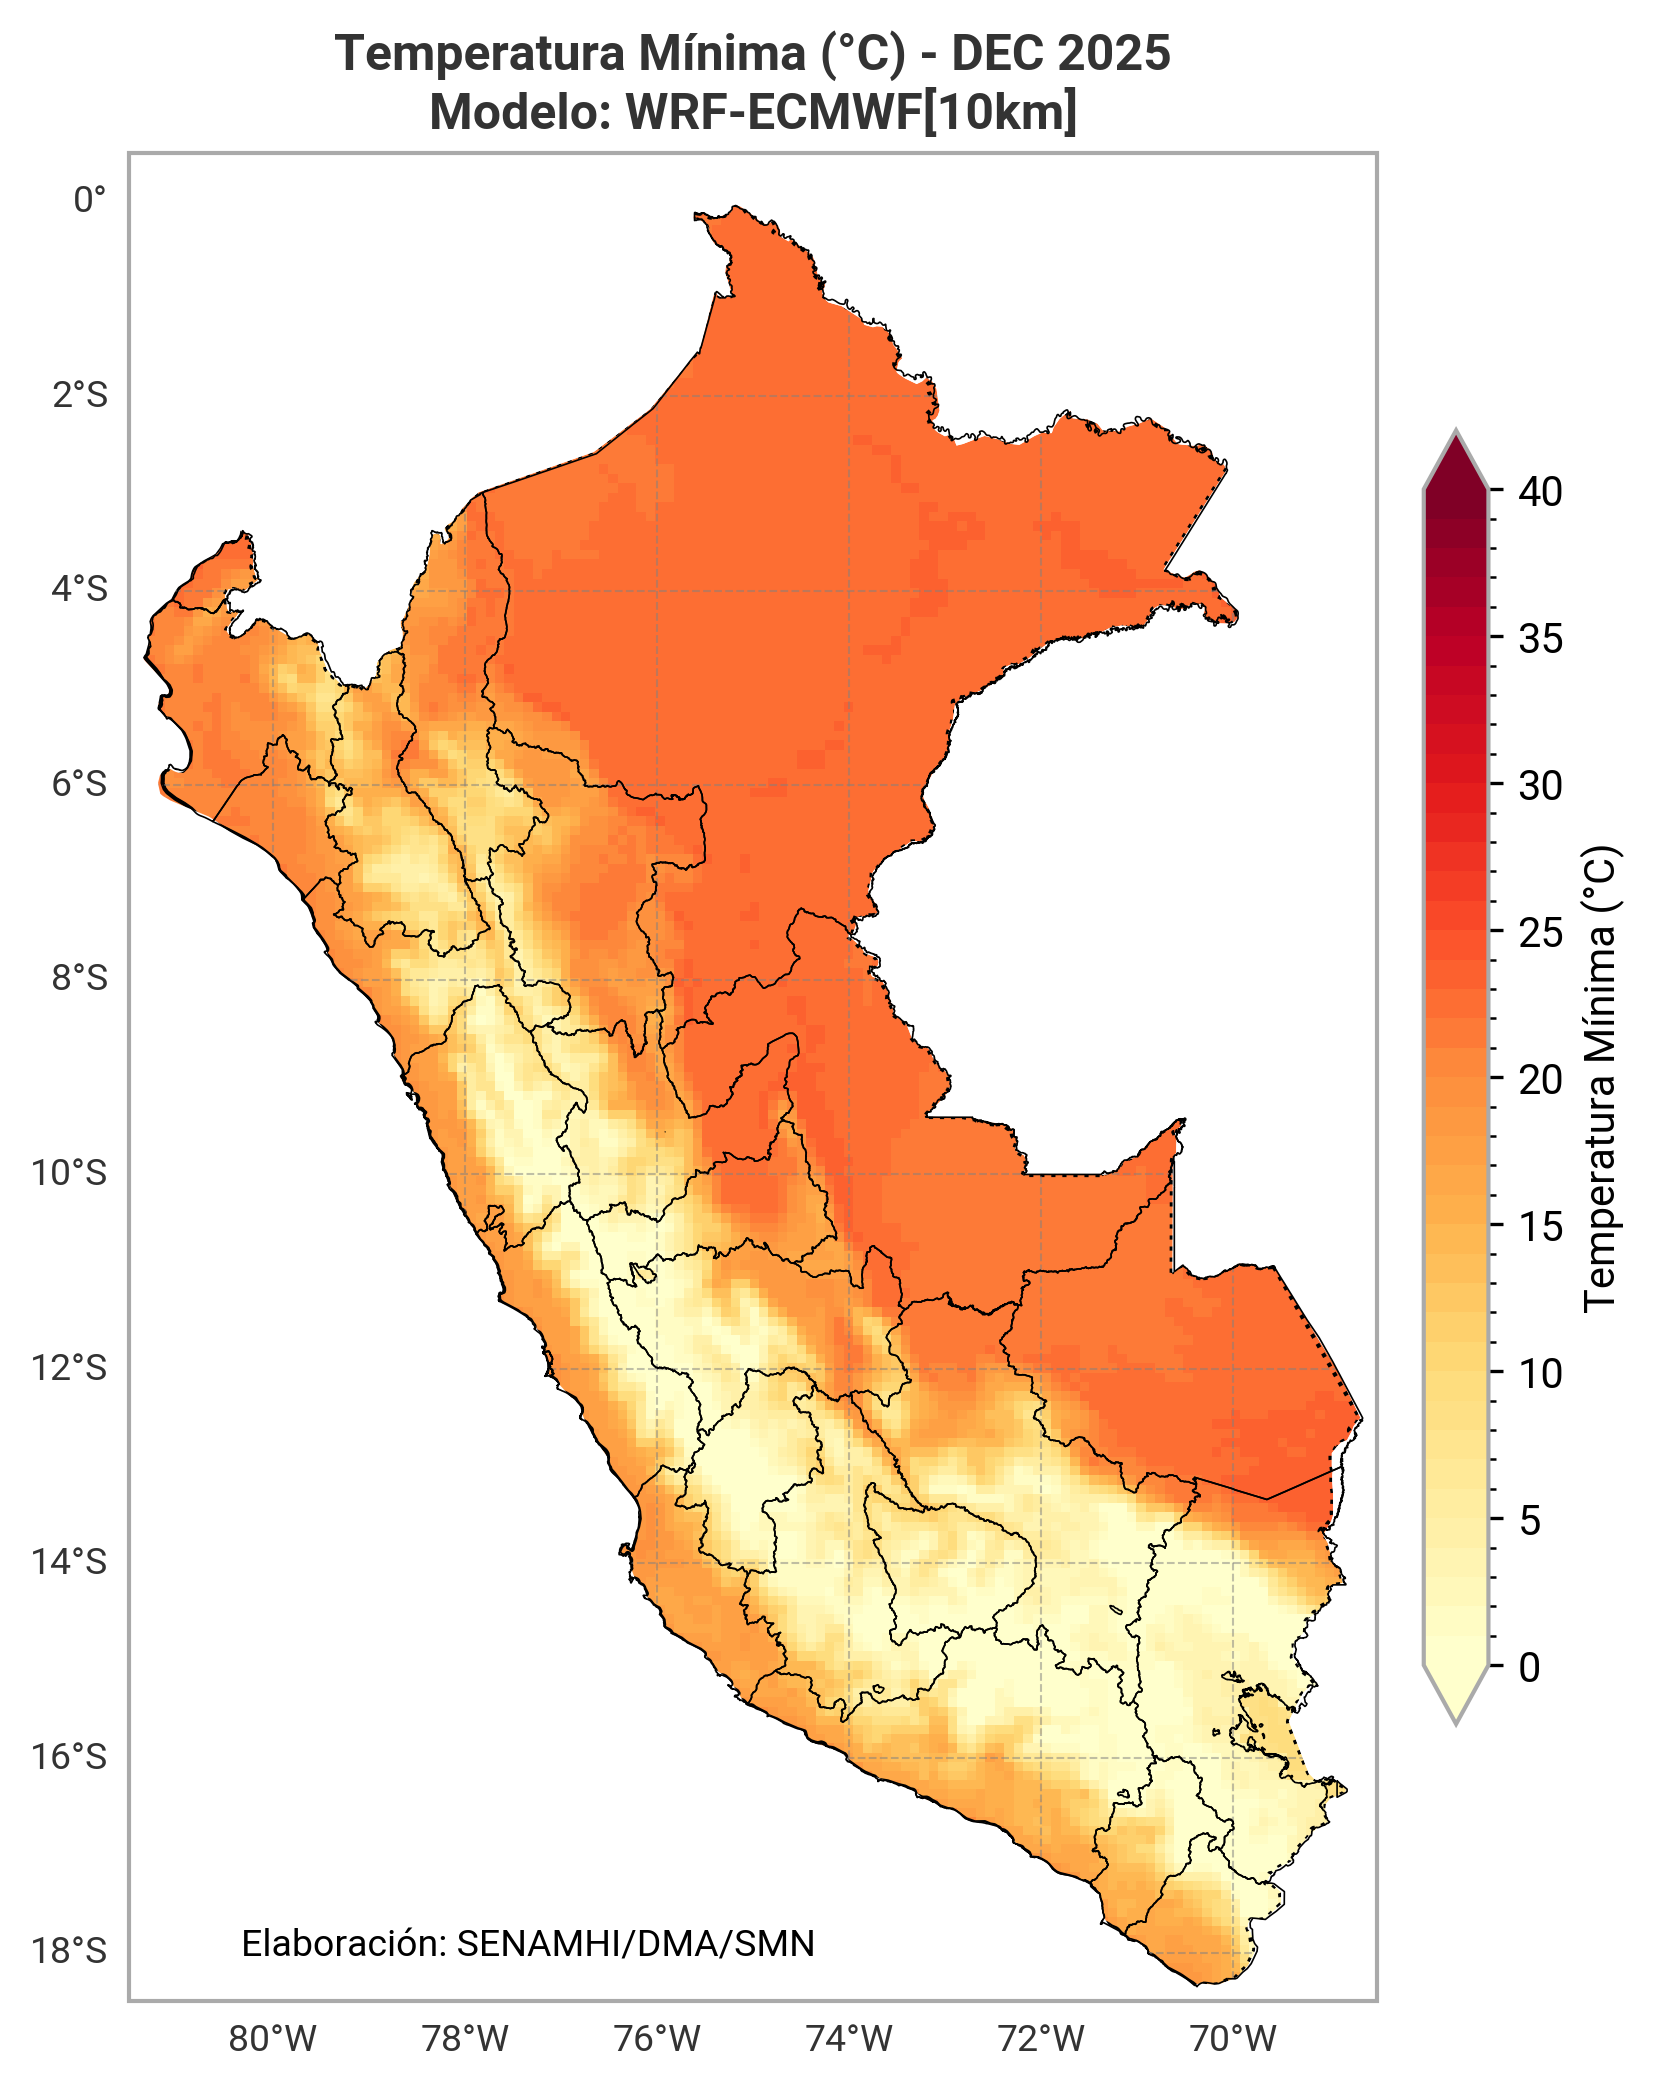 Temperatura Mínima (°C) - DEC 2025
Modelo: WRF-ECMWF[10km]
0°
2°S
4°S
6°S
8°S
10°S
12°S
14°S
16°S
18°S
80°W 78°W 76°W 74°W 72°W 70°W
Elaboración: SENAMHI/DMA/SMN
40
35
30
25
20
15
10
5
0
Temperatura Mínima (°C)